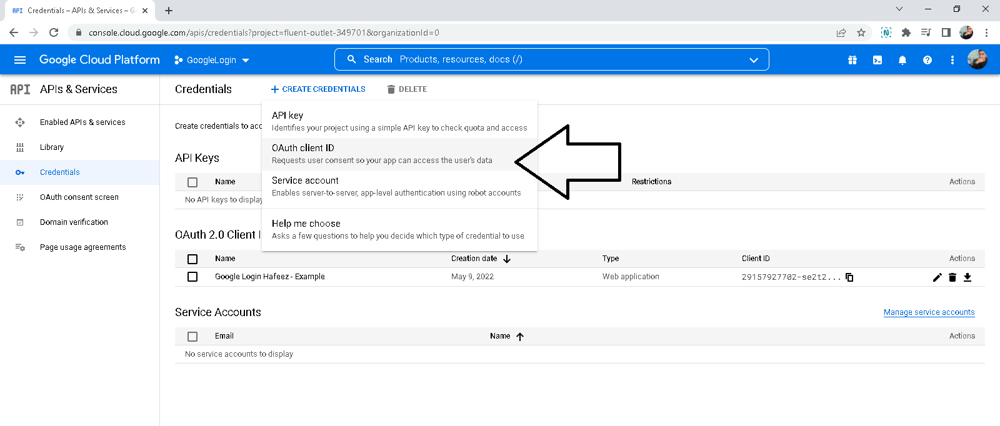 API Credentials – APIs & Services – G
console.cloud.google.com/apis/credentials?project=fluent-outlet-349701&organizationId=0
Google Cloud Platform GoogleLogin Search Products, resources, docs (/)
API APIs & Services Credentials CREATE CREDENTIALS DELETE
Enabled APIs & services
Library
Credentials
OAuth consent screen
Domain verification
Page usage agreements
Create credentials to acc
API key
Identifies your project using a simple API key to check quota and access
OAuth client ID
Requests user consent so your app can access the user's data
Service account
Enables server-to-server, app-level authentication using robot accounts
Help me choose
Asks a few questions to help you decide which type of credential to use
API Keys
Name Restrictions Actions
No API keys to display
OAuth 2.0 Client I
Name Creation date Type Client ID Actions
Google Login Hafeez - Example May 9, 2022 Web application 29157927702-se2t2...
Service Accounts Manage service accounts
Email Name Actions
No service accounts to display